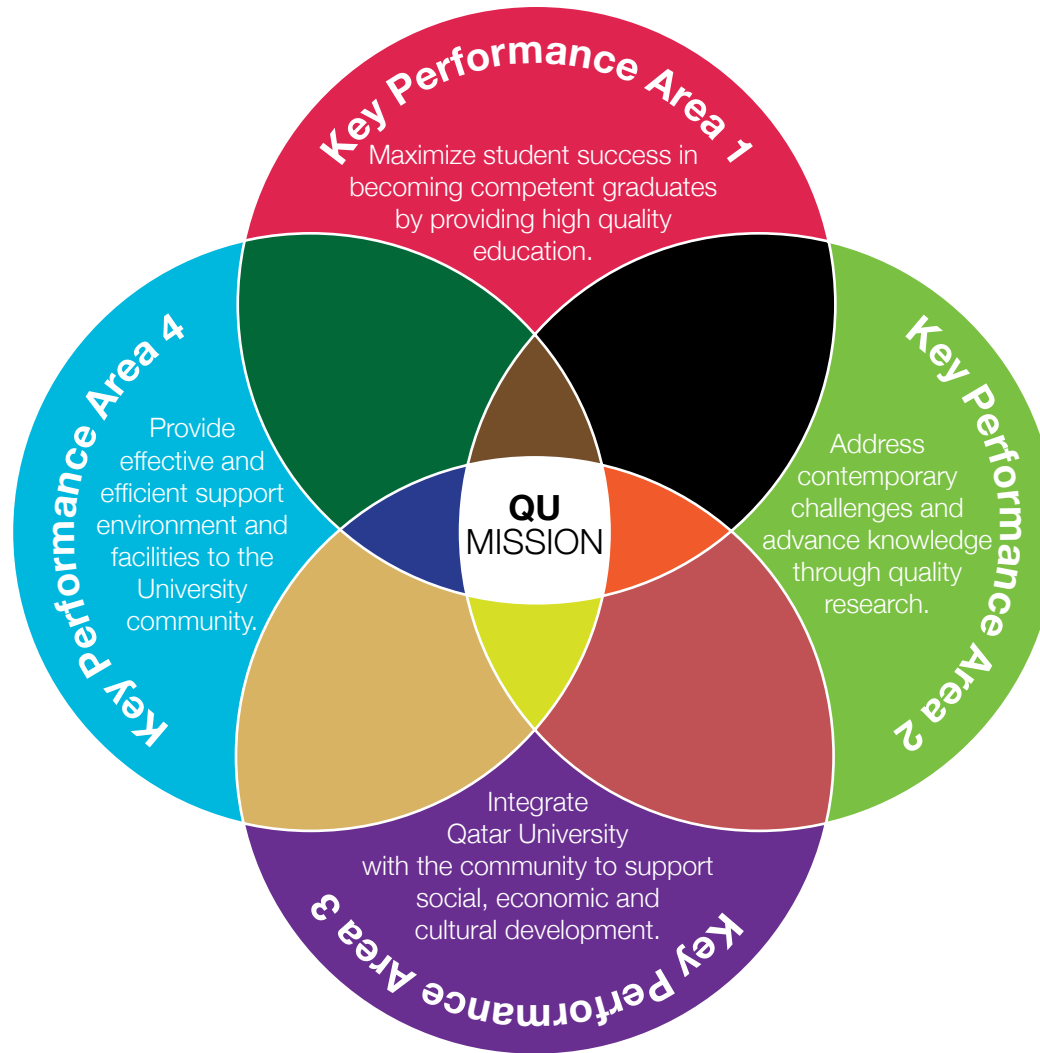 Key Performance Area 1
Maximize student success in
becoming competent graduates
by providing high quality
education.
Key Performance Area 2
Address
contemporary
challenges and
advance knowledge
through quality
research.
Key Performance Area 3
Integrate
Qatar University
with the community to support
social, economic and
cultural development.
Key Performance Area 4
Provide
effective and
efficient support
environment and
facilities to the
University
community.
QU
MISSION